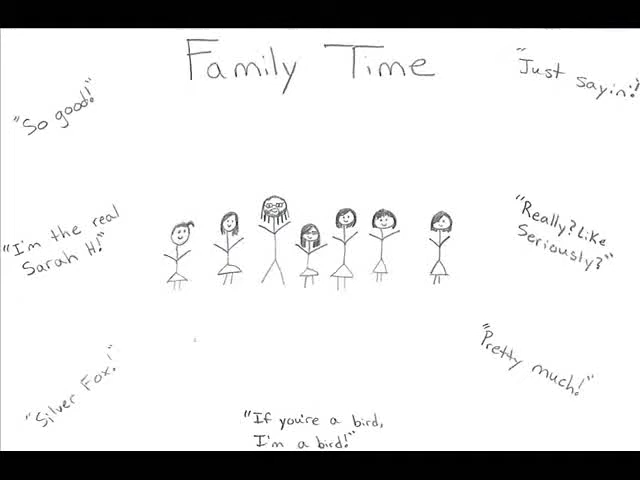 Family Time
"Just sayin'!"
"So good!"
"I'm the real
Sarah H!"
"Really? Like
Seriously?"
"Silver Fox!"
"Pretty much!"
"If you're a bird,
I'm a bird!"